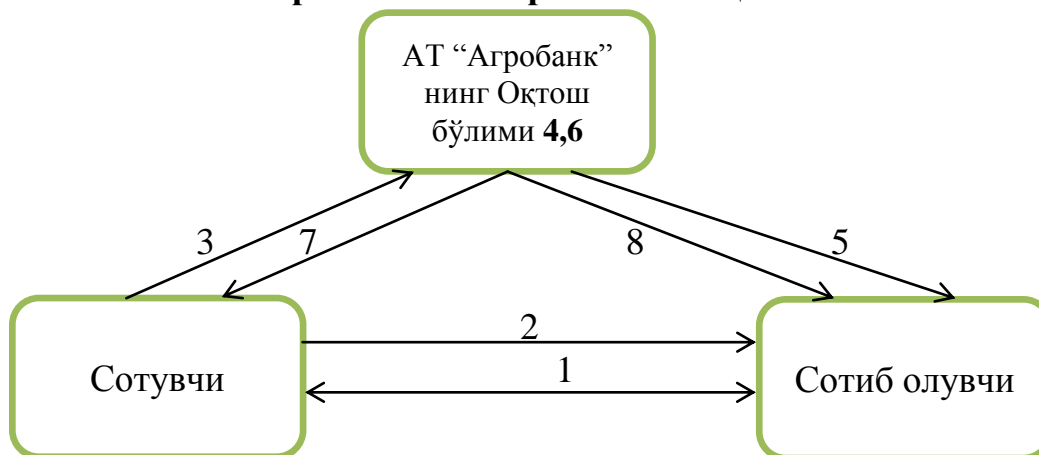 АТ “Агробанк”
нинг Оқтош
бўлими 4,6
3
7
8
5
2
1
Сотувчи
Сотиб олувчи